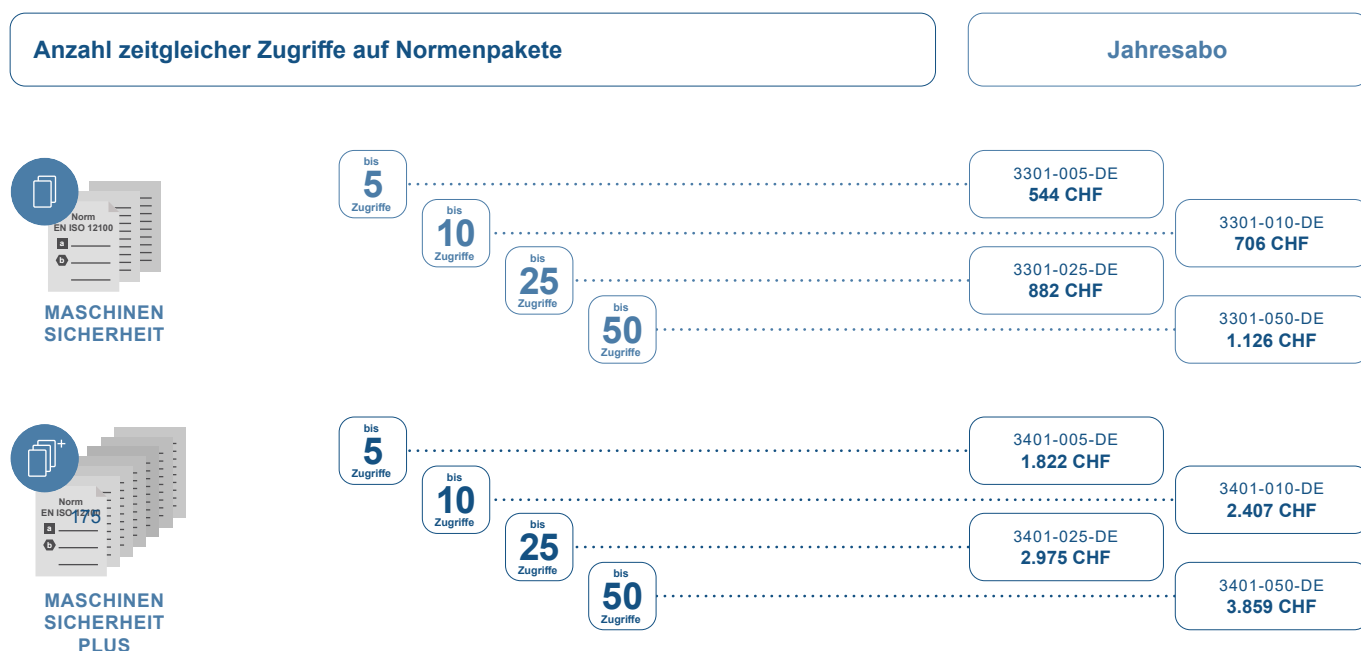 Anzahl zeitgleicher Zugriffe auf Normenpakete
Jahresabo
Norm
EN ISO 12100
a
b
MASCHINEN
SICHERHEIT
bis
5
Zugriffe
3301-005-DE
544 CHF
bis
10
Zugriffe
3301-010-DE
706 CHF
bis
25
Zugriffe
3301-025-DE
882 CHF
bis
50
Zugriffe
3301-050-DE
1.126 CHF
Norm
EN ISO 12100
175
a
b
MASCHINEN
SICHERHEIT
PLUS
bis
5
Zugriffe
3401-005-DE
1.822 CHF
bis
10
Zugriffe
3401-010-DE
2.407 CHF
bis
25
Zugriffe
3401-025-DE
2.975 CHF
bis
50
Zugriffe
3401-050-DE
3.859 CHF